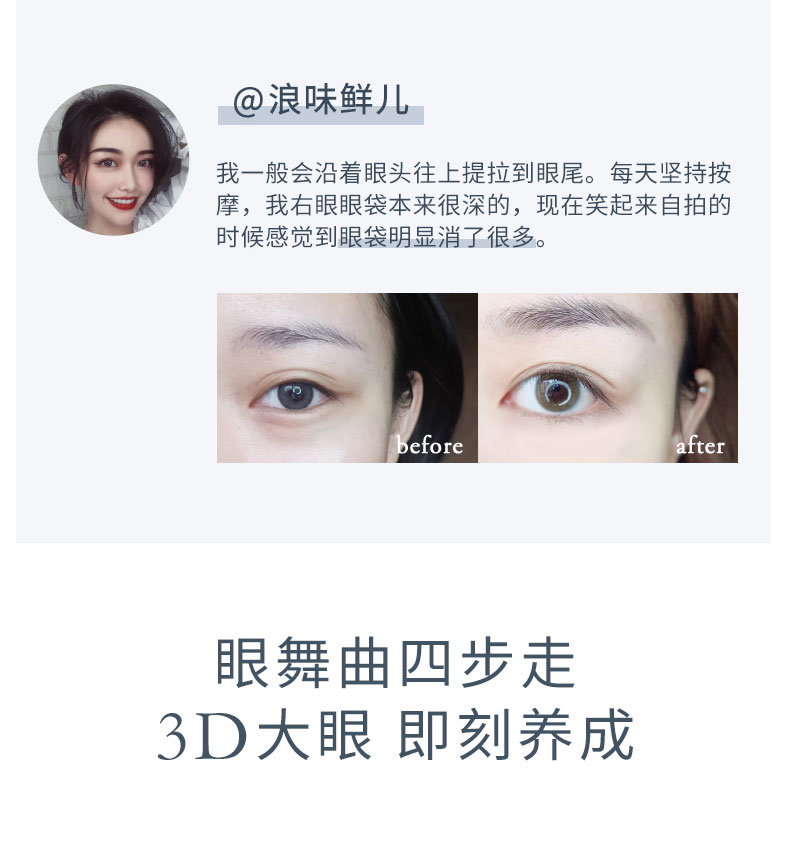 @浪味鲜儿
我一般会沿着眼头往上提拉到眼尾。每天坚持按
摩，我右眼眼袋本来很深的，现在笑起来自拍的
时候感觉到眼袋明显消了很多。
before
after
眼舞曲四步走
3D大眼 即刻养成